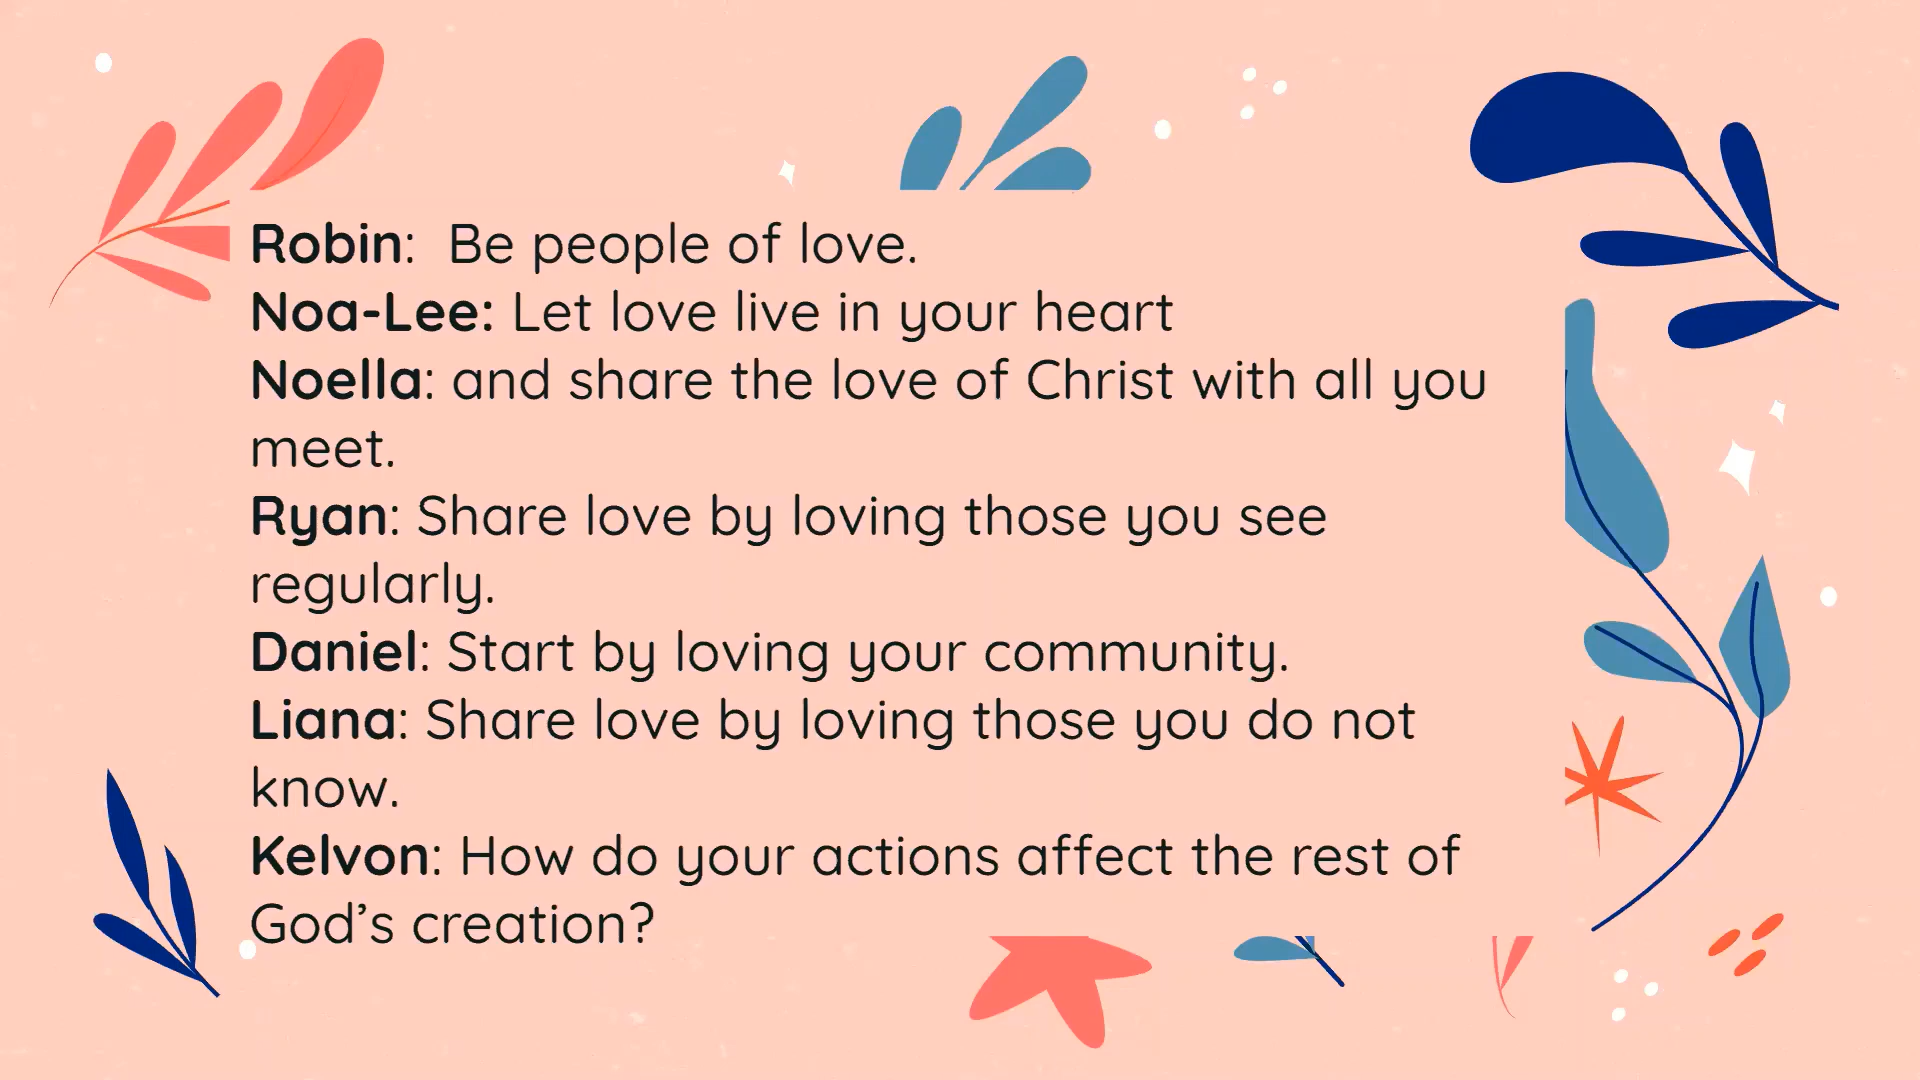 Robin:  Be people of love.
Noa-Lee: Let love live in your heart
Noella: and share the love of Christ with all you
meet.
Ryan: Share love by loving those you see
regularly.
Daniel: Start by loving your community.
Liana: Share love by loving those you do not
know.
Kelvon: How do your actions affect the rest of
God’s creation?